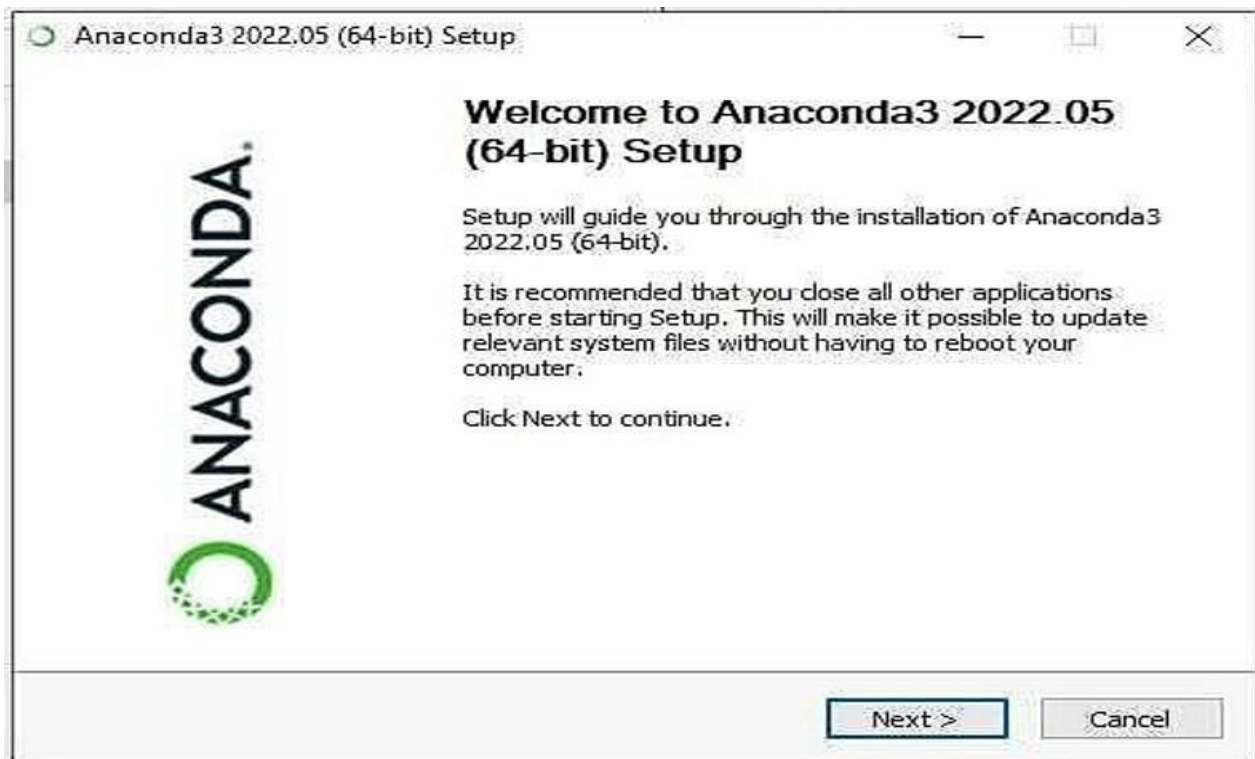 Anaconda3 2022.05 (64-bit) Setup
Welcome to Anaconda3 2022.05
(64-bit) Setup
Setup will guide you through the installation of Anaconda3
2022.05 (64-bit).
It is recommended that you close all other applications
before starting Setup. This will make it possible to update
relevant system files without having to reboot your
computer.
Click Next to continue.
ANACONDA.
Next >
Cancel